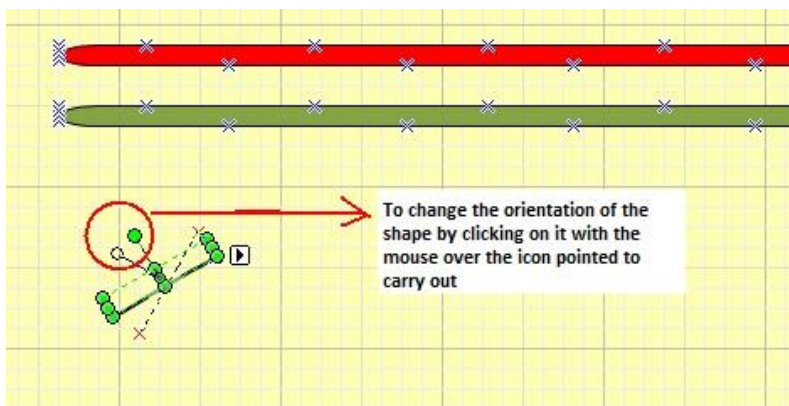 To change the orientation of the
shape by clicking on it with the
mouse over the icon pointed to
carry out